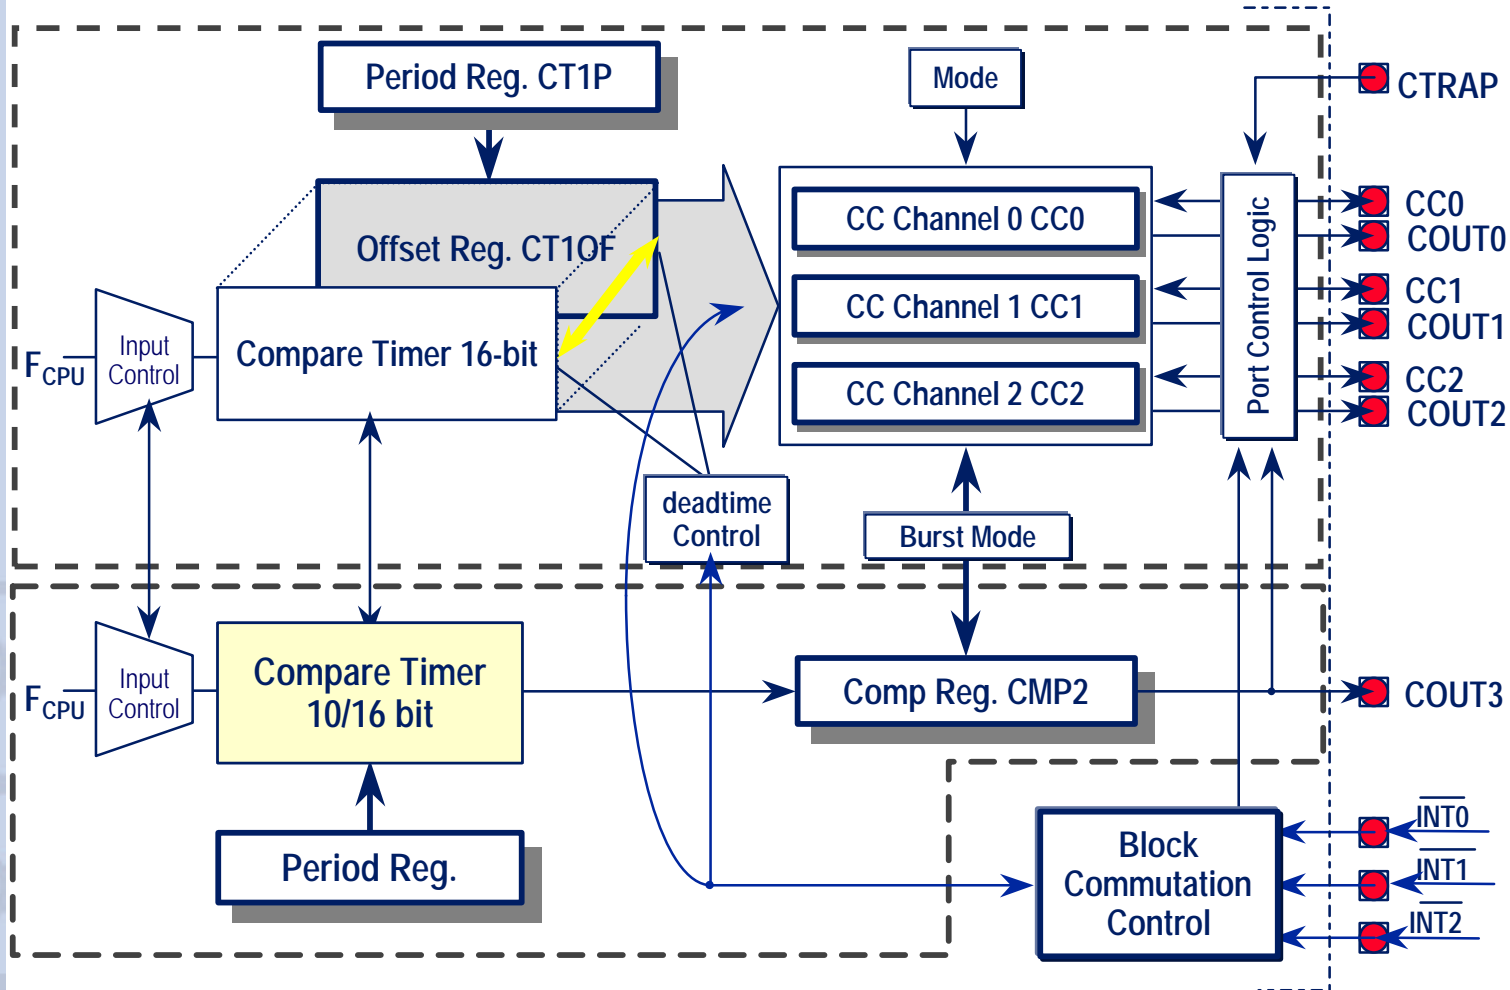 Period Reg. CT1P
Mode
CTRAP
Offset Reg. CT1OF
CC Channel 0 CC0
CC0
COUT0
Port Control Logic
CC Channel 1 CC1
CC1
COUT1
Input
Control
FCPU
Compare Timer 16-bit
CC Channel 2 CC2
CC2
COUT2
deadtime
Control
Burst Mode
Input
Control
FCPU
Compare Timer
10/16 bit
Comp Reg. CMP2
COUT3
Period Reg.
Block
Commutation
Control
INT0
INT1
INT2